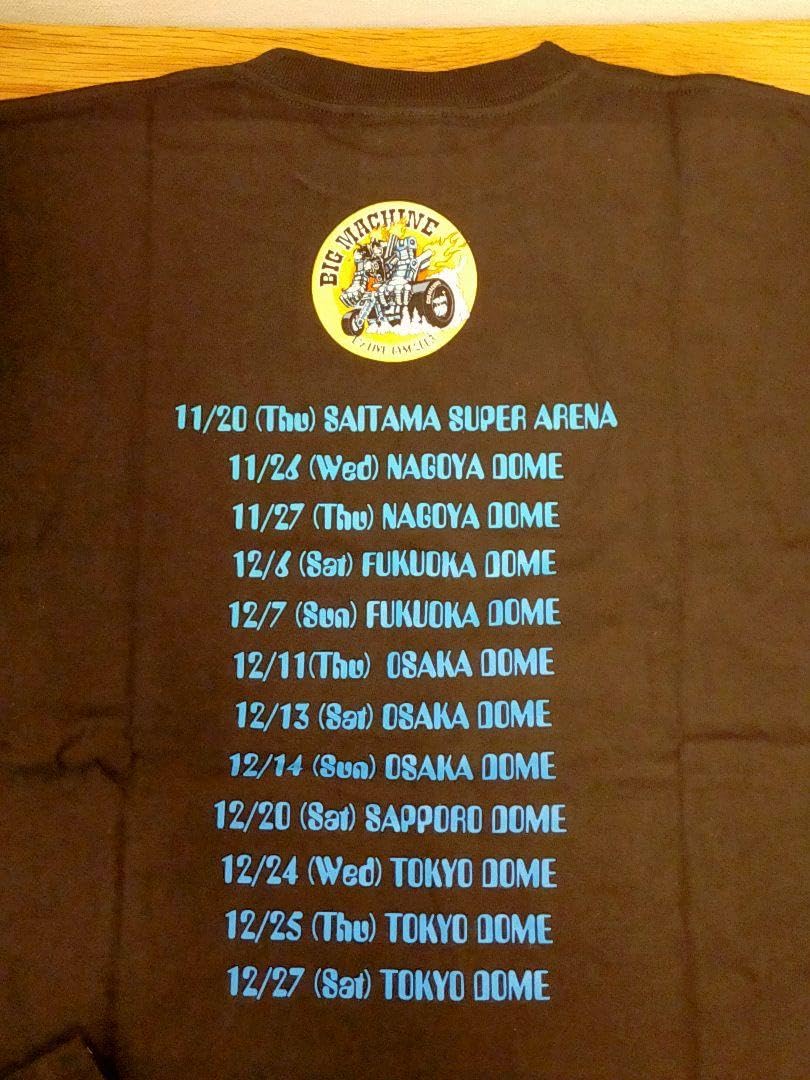 BIG MACHINE
11/20 (Thu) SAITAMA SUPER ARENA
11/26 (Wed) NAGOYA DOME
11/27 (Thu) NAGOYA DOME
12/6 (Sat) FUKUOKA DOME
12/7 (Sun) FUKUOKA DOME
12/11(Thu) OSAKA DOME
12/13 (Sat) OSAKA DOME
12/14 (Sun) OSAKA DOME
12/20 (Sat) SAPPORO DOME
12/24 (Wed) TOKYO DOME
12/25 (Thu) TOKYO DOME
12/27 (Sat) TOKYO DOME